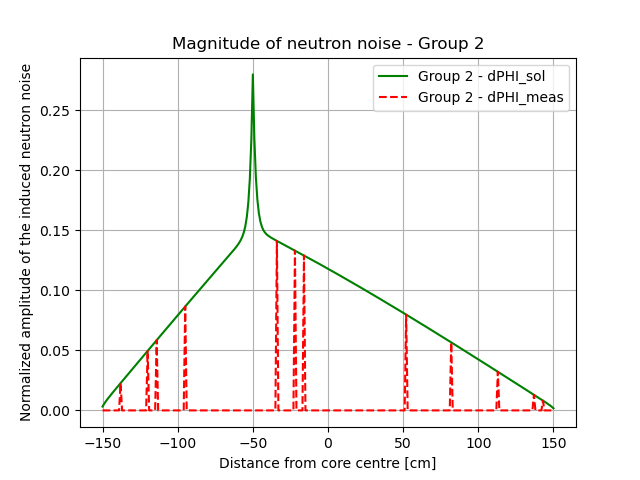 Magnitude of neutron noise - Group 2
Group 2 - dPHI_sol
Group 2 - dPHI_meas
Normalized amplitude of the induced neutron noise
0.25
0.20
0.15
0.10
0.05
0.00
−150 −100 −50 0 50 100 150
Distance from core centre [cm]